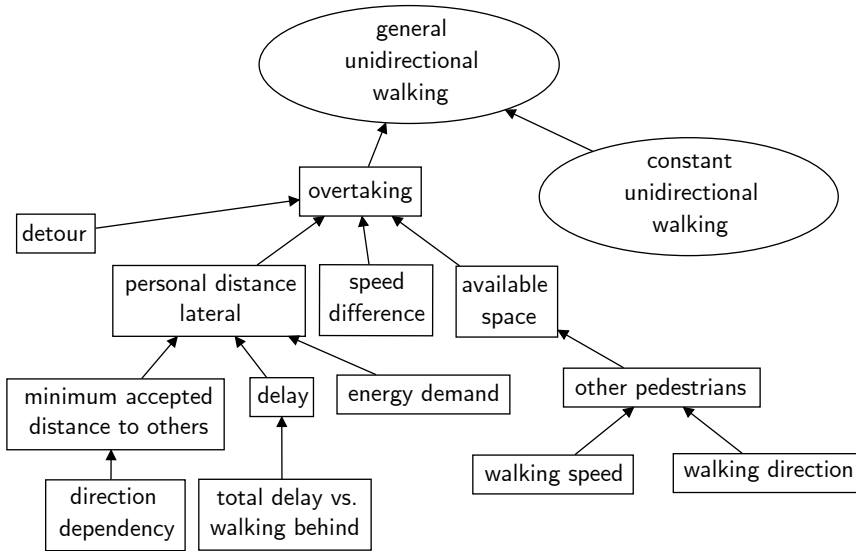 general
unidirectional
walking
constant
unidirectional
walking
overtaking
detour
personal distance
lateral
speed
difference
available
space
minimum accepted
distance to others
delay
energy demand
other pedestrians
direction
dependency
total delay vs.
walking behind
walking speed
walking direction